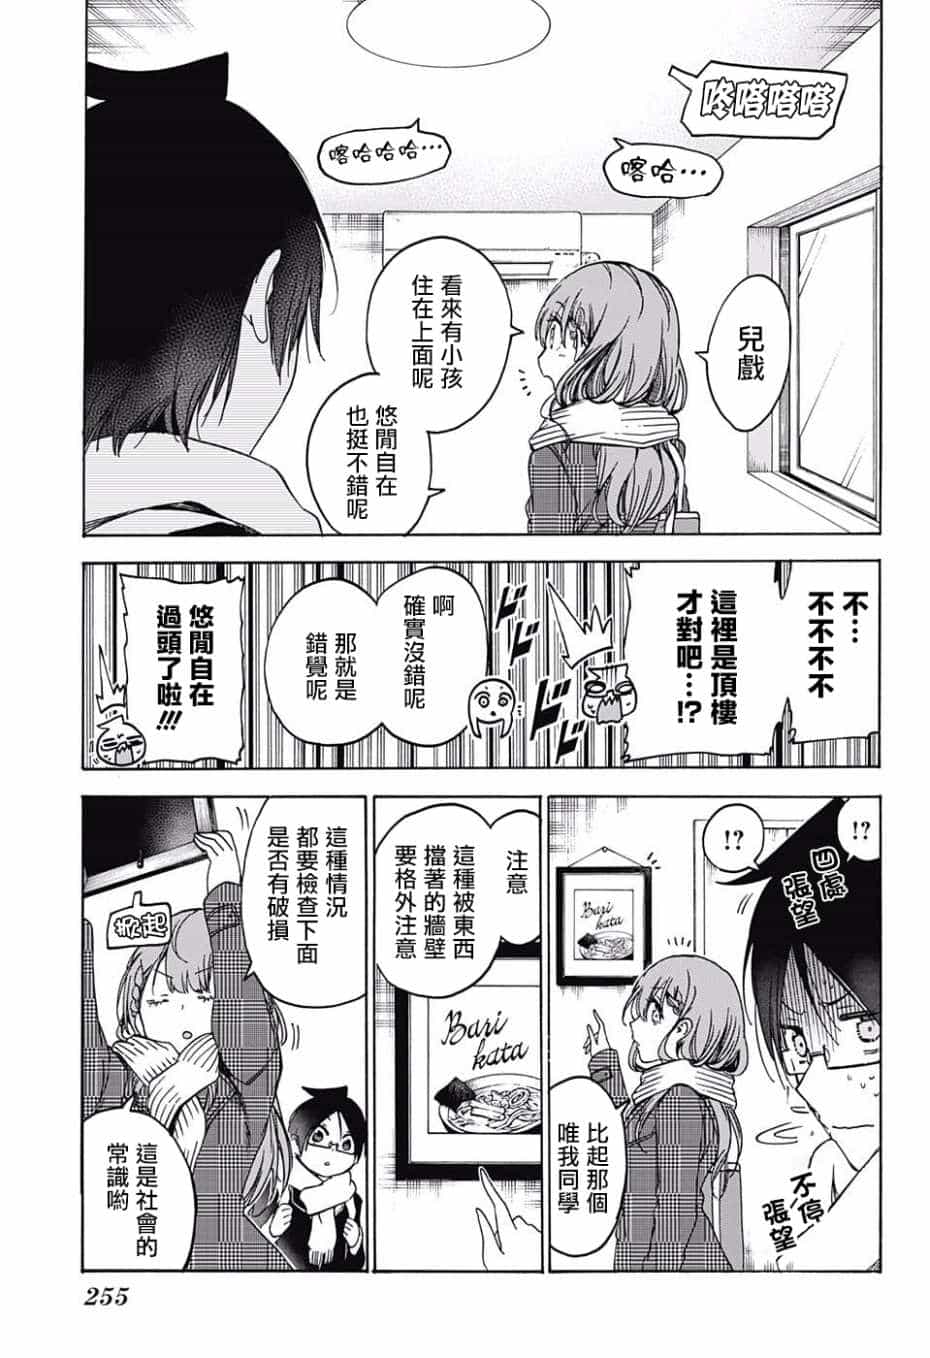 咚嗒嗒嗒
喀哈…
喀哈哈哈…
兒戲
看來有小孩
住在上面呢
悠閒自在
也挺不錯呢
不…
不不不不
這裡是頂樓
才對吧…!?
ドドド
ドド
啊
確實沒錯呢
那就是
錯覺呢
悠閒自在
過頭了啦!!!
!?
!?
四處
張望
不停
張望
Bari
kata
比起那個
唯我同學
注意
這種被東西
擋著的牆壁
要格外注意
Bari
kata
這種情況
都要檢查下面
是否有破損
掀起
這是社會的
常識喲
255